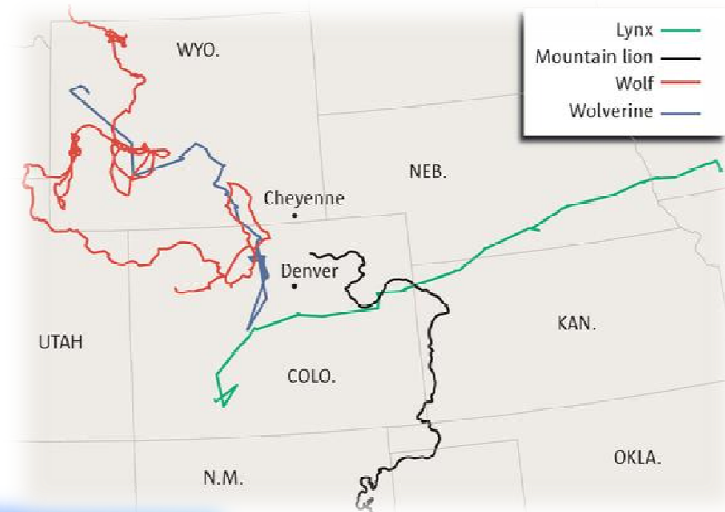 Lynx
Mountain lion
Wolf
Wolverine
WYO.
NEB.
Cheyenne
Denver
UTAH
KAN.
COLO.
N.M.
OKLA.